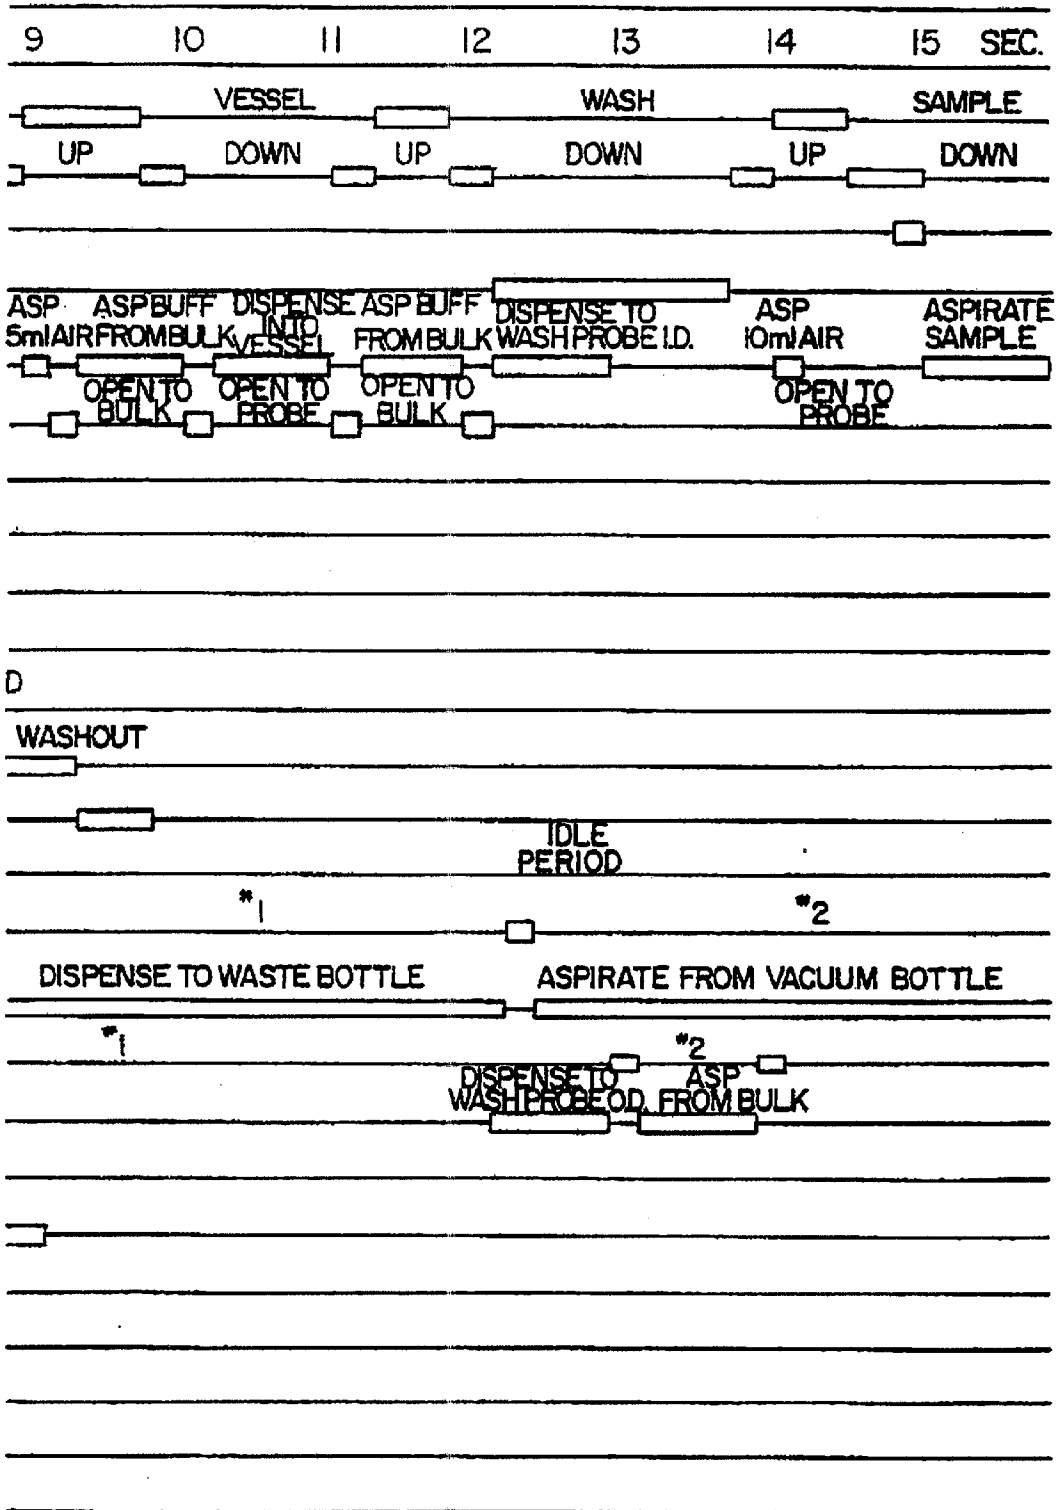 9 10 11 12 13 14 15 SEC.
VESSEL WASH SAMPLE
UP DOWN UP DOWN UP DOWN
ASP ASP BUFF DISPENSE ASP BUFF DISPENSE TO ASP ASPIRATE
INTO
5ml AIR FROM BULK VESSEL FROM BULK WASH PROBE I.D. 10ml AIR SAMPLE
OPEN TO OPEN TO OPEN TO OPEN TO
BULK PROBE BULK PROBE
D
WASHOUT
IDLE
PERIOD
#1 #2
DISPENSE TO WASTE BOTTLE ASPIRATE FROM VACUUM BOTTLE
#1 #2
DISPENSE TO ASP
WASH PROBE O.D. FROM BULK